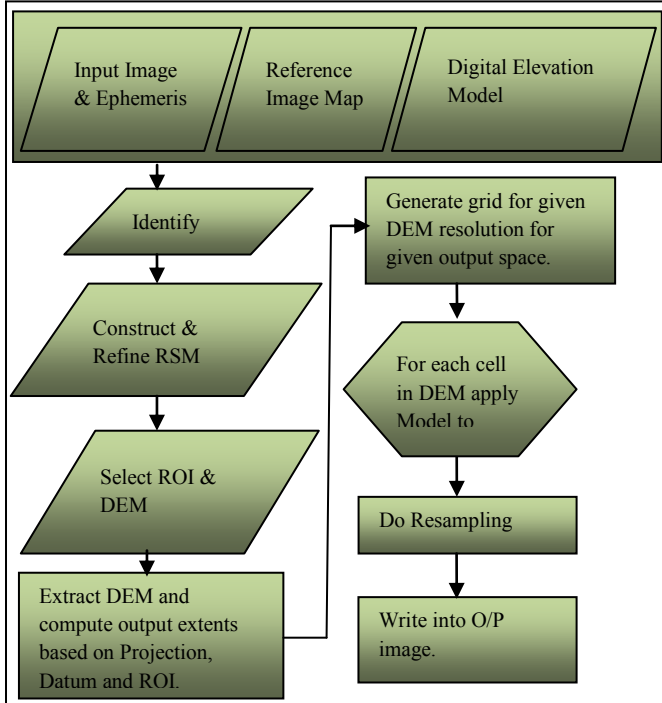 Input Image
& Ephemeris
Reference
Image Map
Digital Elevation
Model
Identify
Construct &
Refine RSM
Select ROI &
DEM
Extract DEM and
compute output extents
based on Projection,
Datum and ROI.
Generate grid for given
DEM resolution for
given output space.
For each cell
in DEM apply
Model to
Do Resampling
Write into O/P
image.